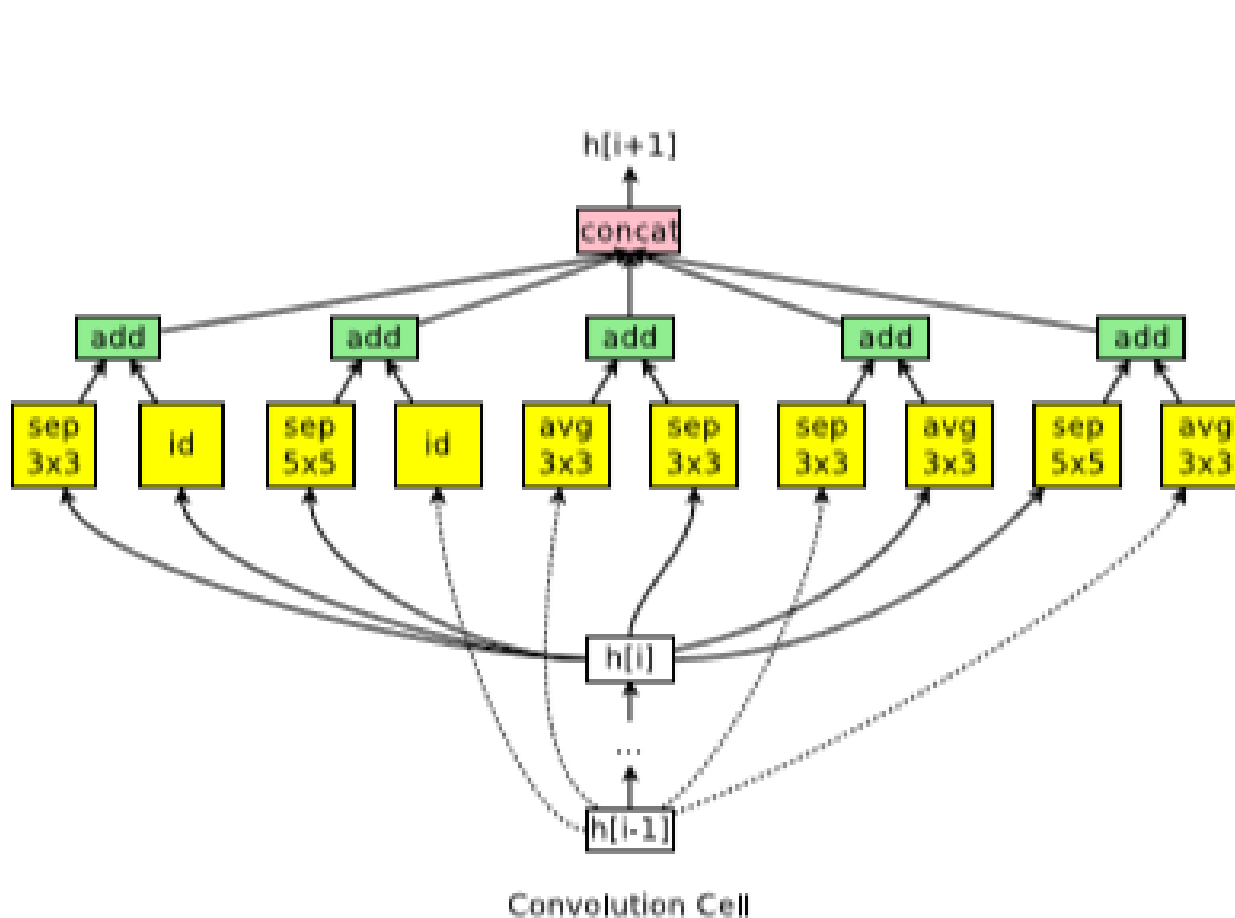 h[i+1]
concat
add add add add add
sep 3x3
id
sep 5x5
id
avg 3x3
sep 3x3
sep 3x3
avg 3x3
sep 5x5
avg 3x3
h[i]
...
h[i-1]
Convolution Cell